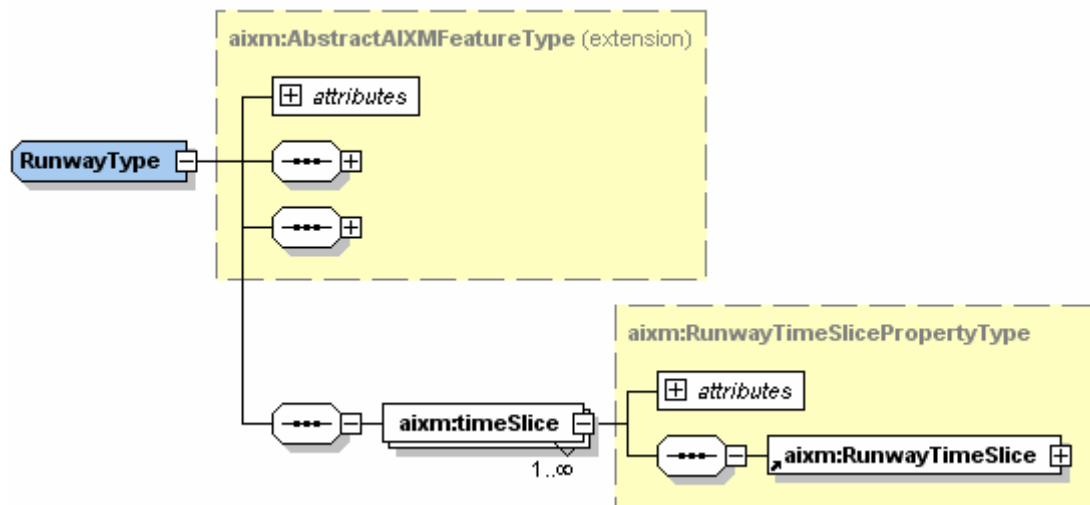 aixm:AbstractAIXMFeatureType (extension)
attributes
RunwayType
aixm:RunwayTimeSlicePropertyType
attributes
aixm:timeSlice
aixm:RunwayTimeSlice
1..∞